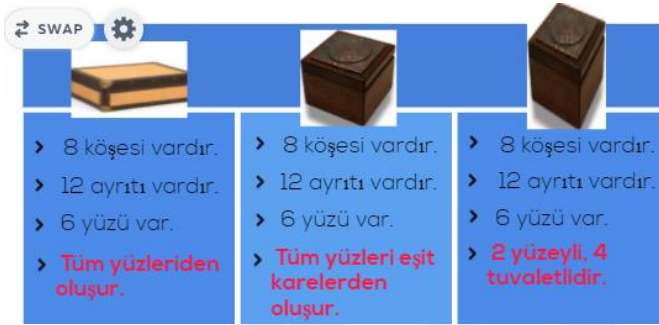 SWAP
8 köşesi vardır.
12 ayrıtı vardır.
6 yüzü var.
Tüm yüzleriden
oluşur.
8 köşesi vardır.
12 ayrıtı vardır.
6 yüzü var.
Tüm yüzleri eşit
karelerden
oluşur.
8 köşesi vardır.
12 ayrıtı vardır.
6 yüzü var.
2 yüzeyli, 4
tuvaletlidir.